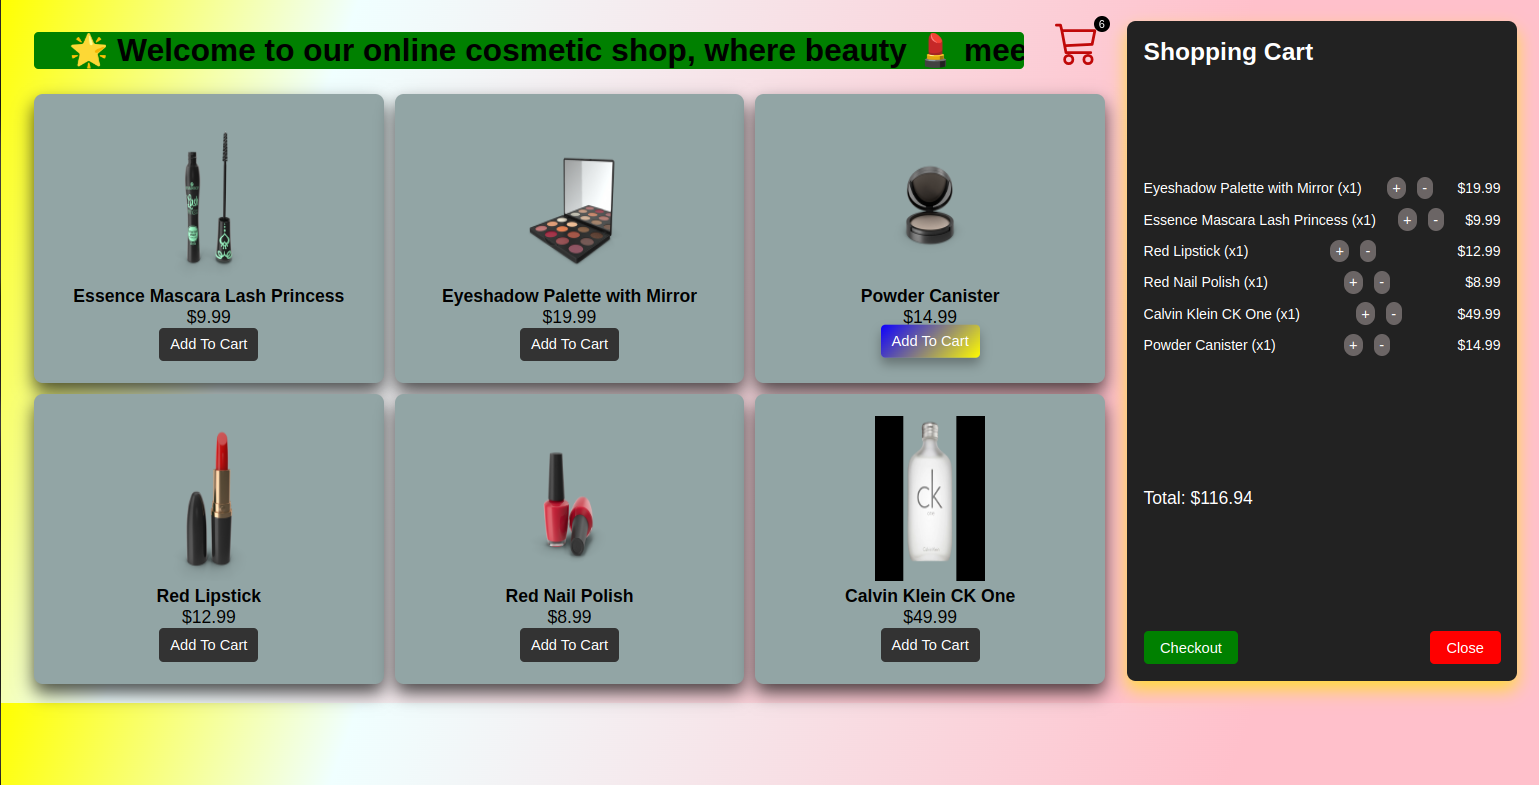 🌟 Welcome to our online cosmetic shop, where beauty 💄 mee
6
Essence Mascara Lash Princess
$9.99
Add To Cart
Eyeshadow Palette with Mirror
$19.99
Add To Cart
Powder Canister
$14.99
Add To Cart
Red Lipstick
$12.99
Add To Cart
Red Nail Polish
$8.99
Add To Cart
ck
Calvin Klein CK One
$49.99
Add To Cart
Shopping Cart
Eyeshadow Palette with Mirror (x1) + - $19.99
Essence Mascara Lash Princess (x1) + - $9.99
Red Lipstick (x1) + - $12.99
Red Nail Polish (x1) + - $8.99
Calvin Klein CK One (x1) + - $49.99
Powder Canister (x1) + - $14.99
Total: $116.94
Checkout
Close